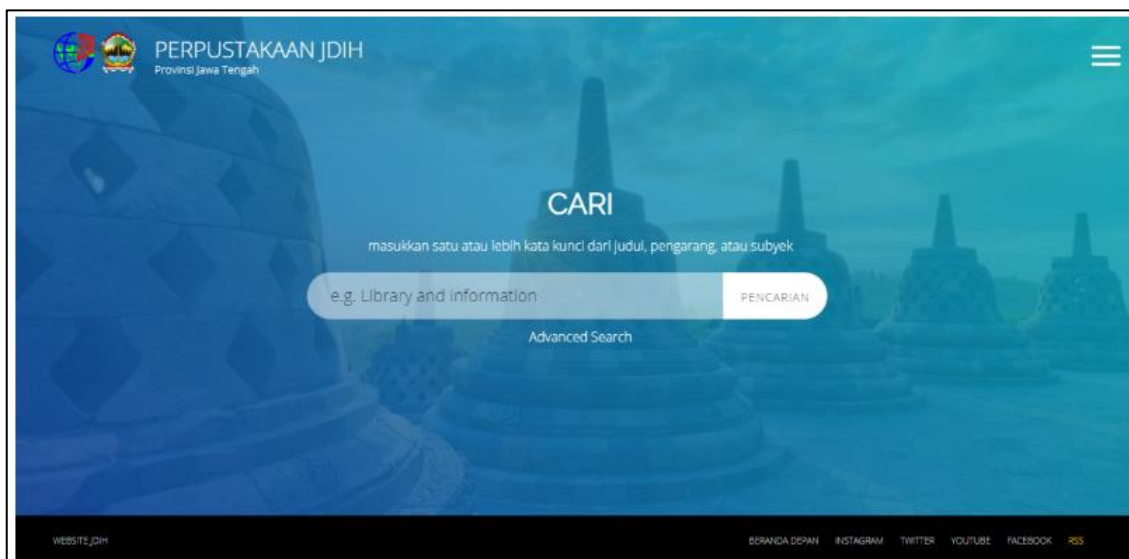 PERPUSTAKAAN JDIH
Provinsi Jawa Tengah
CARI
masukkan satu atau lebih kata kunci dari judul, pengarang, atau subyek
e.g. Library and Information
PENCARIAN
Advanced Search
WEBSITE JDIH
BERANDA DEPAN INSTAGRAM TWITTER YOUTUBE FACEBOOK RSS